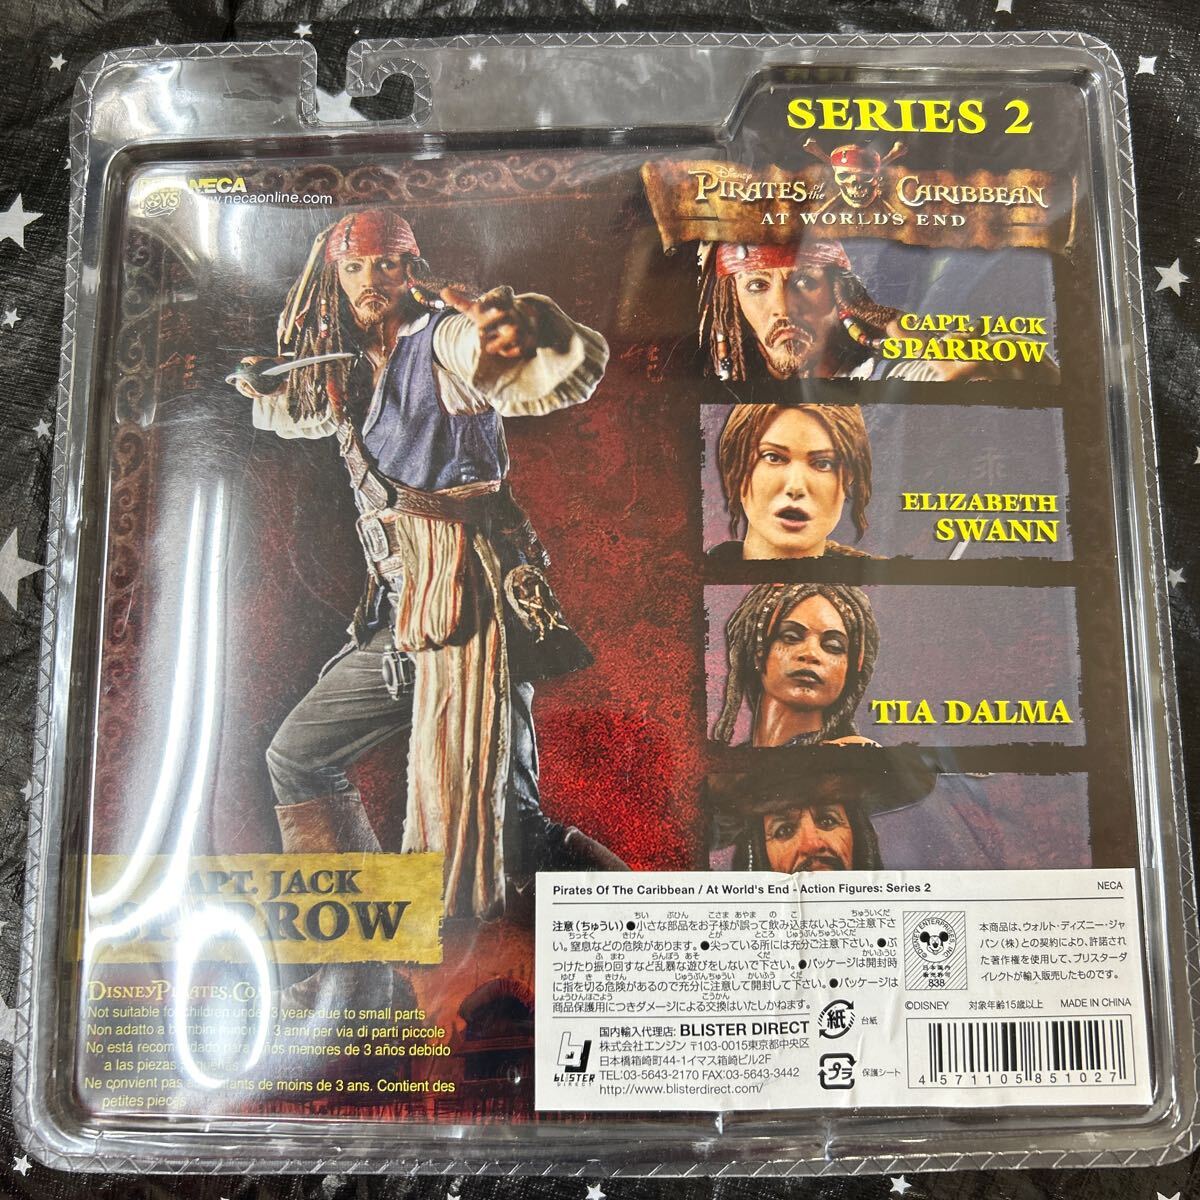 SERIES 2
TOYS
NECA
www.necaonline.com
Disney
PIRATES of the CARIBBEAN
AT WORLD'S END
CAPT. JACK
SPARROW
ELIZABETH
SWANN
TIA DALMA
CAPT. JACK
SPARROW
DISNEYPIRATES.CO
Not suitable for children under 3 years due to small parts
Non adatto a bambini minori 3 anni per via di parti piccole
No está recomendado para años menores de 3 años debido
a las piezas pequeñas
Ne convient pas enfants de moins de 3 ans. Contient des
petites pieces
Pirates Of The Caribbean / At World's End - Action Figures: Series 2
NECA
注意(ちゅうい)●小さな部品をお子様が誤って飲み込まないようご注意下さい。窒息などの危険があります。●尖っている所には充分ご注意下さい。●ぶ
つけたり振り回すなど乱暴な遊びをしないで下さい。●パッケージは開封時
に指を切る危険があるので充分に注意して開封して下さい。●パッケージは
商品保護用につきダメージによる交換はいたしかねます。
838
本商品は、ウォルト・ディズニー・ジャ
パン(株)との契約により、許諾され
た著作権を使用して、ブリスターダ
イレクトが輸入販売したものです。
©DISNEY 対象年齢15歳以上 MADE IN CHINA
BLISTER
DIRECT
国内輸入代理店: BLISTER DIRECT
株式会社エンジン 〒103-0015東京都中央区
日本橋箱崎町44-1イマス箱崎ビル2F
TEL:03-5643-2170 FAX:03-5643-3442
http://www.blisterdirect.com/
紙
台紙
プラ
保護シート
4 571105 851027